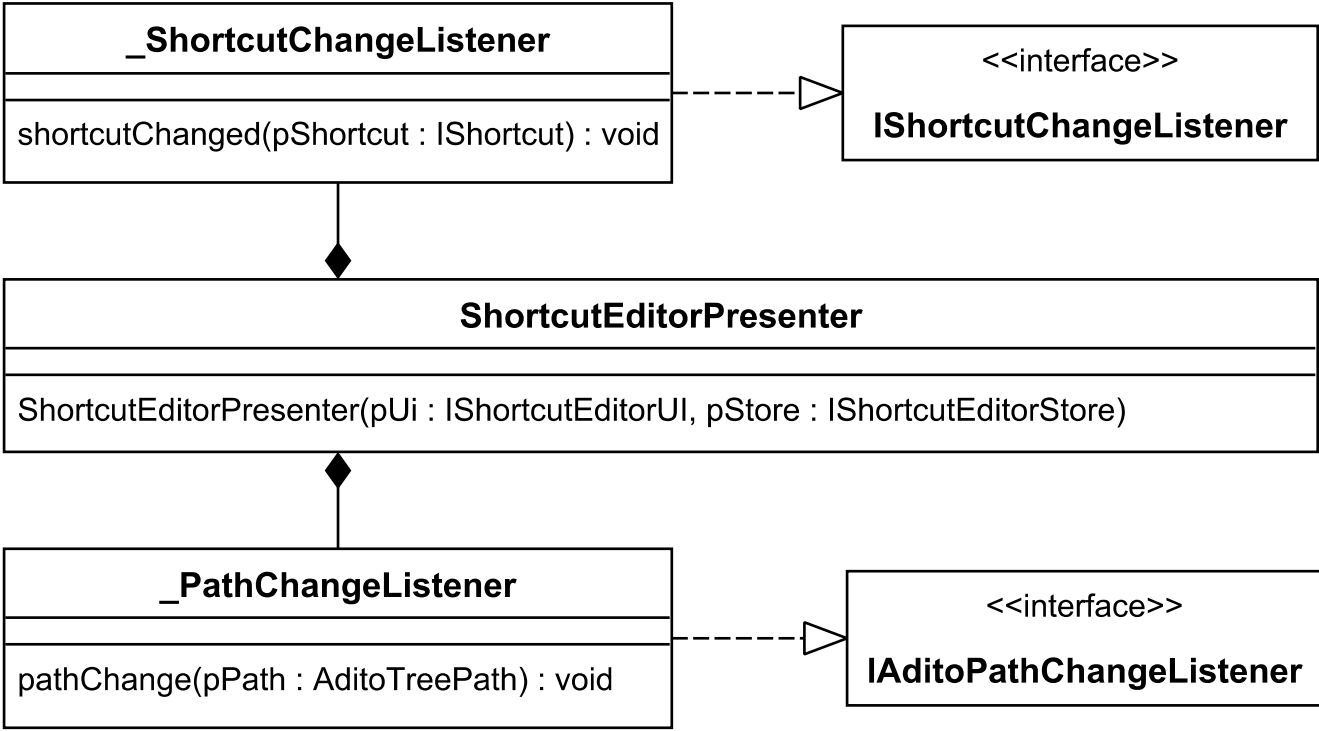 _ShortcutChangeListener
shortcutChanged(pShortcut : IShortcut) : void
<<interface>>
IShortcutChangeListener
ShortcutEditorPresenter
ShortcutEditorPresenter(pUi : IShortcutEditorUI, pStore : IShortcutEditorStore)
_PathChangeListener
pathChange(pPath : AditoTreePath) : void
<<interface>>
IAditoPathChangeListener